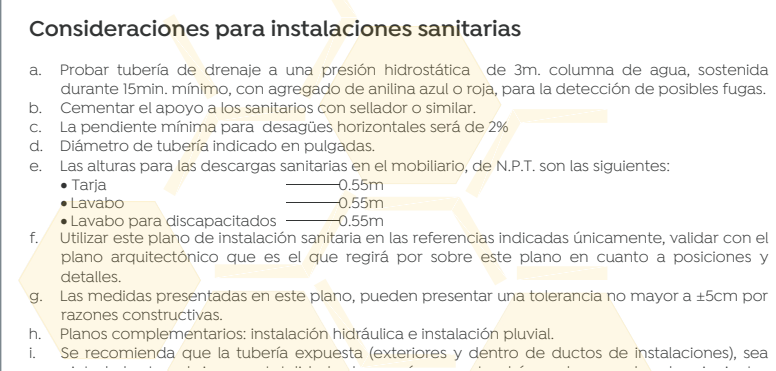 Consideraciones para instalaciones sanitarias
a. Probar tubería de drenaje a una presión hidrostática de 3m. columna de agua, sostenida
durante 15min. mínimo, con agregado de anilina azul o roja, para la detección de posibles fugas.
b. Cementar el apoyo a los sanitarios con sellador o similar.
c. La pendiente mínima para desagües horizontales será de 2%
d. Diámetro de tubería indicado en pulgadas.
e. Las alturas para las descargas sanitarias en el mobiliario, de N.P.T. son las siguientes:
• Tarja 0.55m
• Lavabo 0.55m
• Lavabo para discapacitados 0.55m
f. Utilizar este plano de instalación sanitaria en las referencias indicadas únicamente, validar con el
plano arquitectónico que es el que regirá por sobre este plano en cuanto a posiciones y
detalles.
g. Las medidas presentadas en este plano, pueden presentar una tolerancia no mayor a ±5cm por
razones constructivas.
h. Planos complementarios: instalación hidráulica e instalación pluvial.
i. Se recomienda que la tubería expuesta (exteriores y dentro de ductos de instalaciones), sea